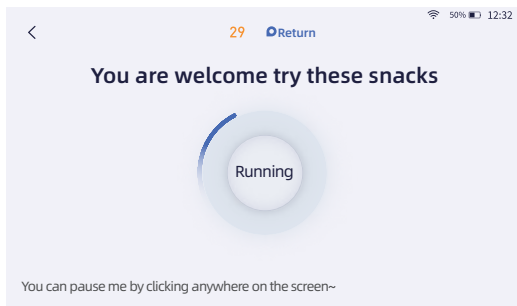 50% 12:32
29 Return
You are welcome try these snacks
Running
You can pause me by clicking anywhere on the screen~